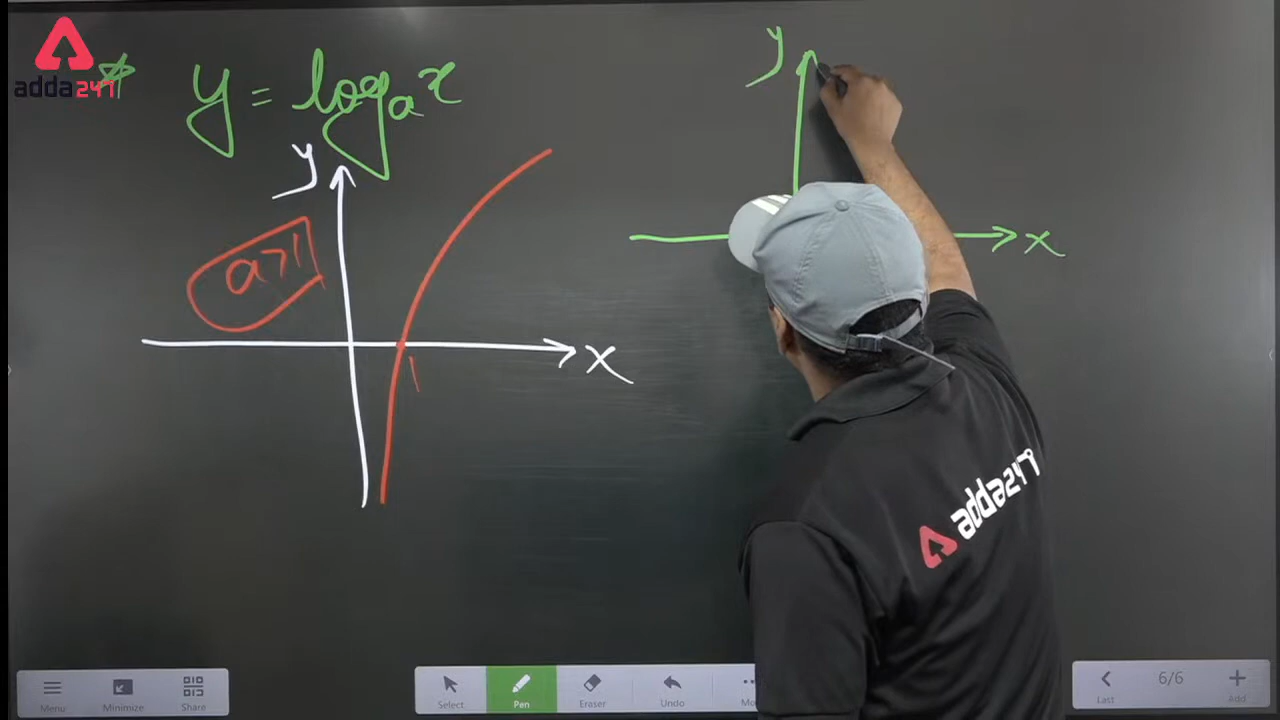 adda247
* y = logₐx
y
a>1
x
1
y
x
adda247
Menu
Minimize
Share
Select
Pen
Eraser
Undo
Last
6/6
Add